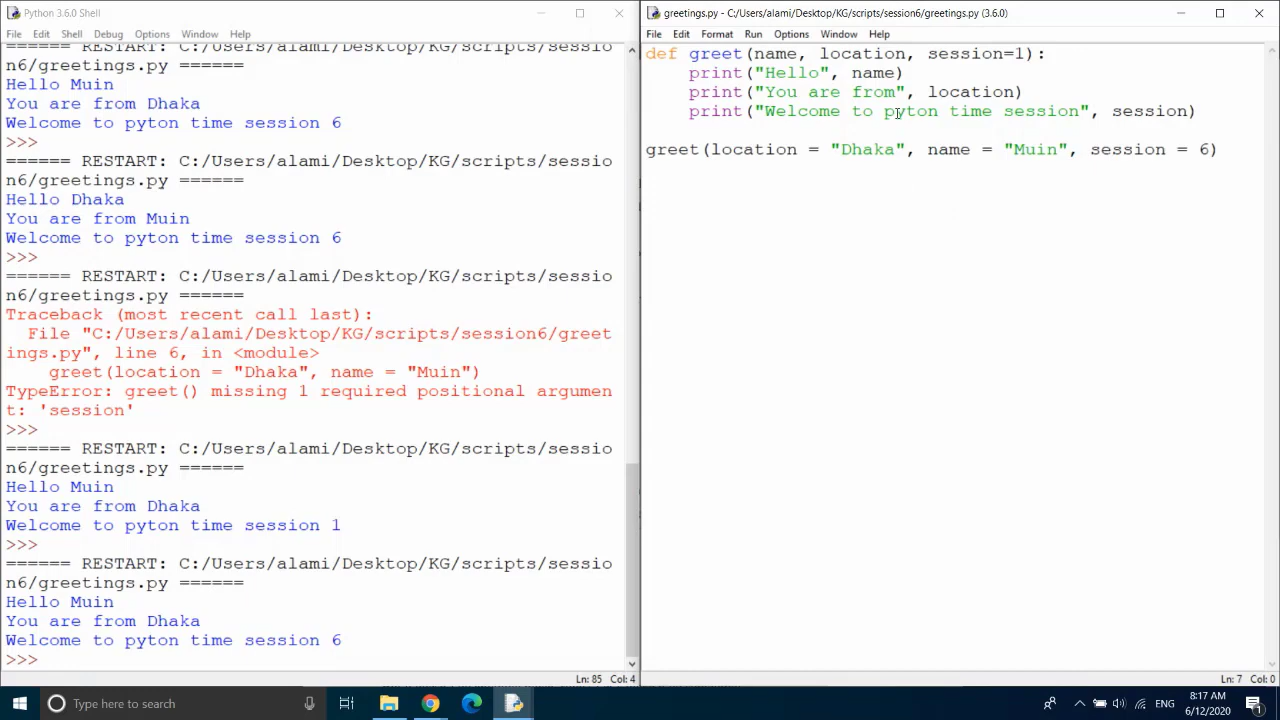 Python 3.6.0 Shell
File Edit Shell Debug Options Window Help
====== RESTART: C:/Users/alami/Desktop/KG/scripts/sessio
n6/greetings.py ======
Hello Muin
You are from Dhaka
Welcome to pyton time session 6
>>>
====== RESTART: C:/Users/alami/Desktop/KG/scripts/sessio
n6/greetings.py ======
Hello Dhaka
You are from Muin
Welcome to pyton time session 6
>>>
====== RESTART: C:/Users/alami/Desktop/KG/scripts/sessio
n6/greetings.py ======
Traceback (most recent call last):
  File "C:/Users/alami/Desktop/KG/scripts/session6/greet
ings.py", line 6, in <module>
    greet(location = "Dhaka", name = "Muin")
TypeError: greet() missing 1 required positional argumen
t: 'session'
>>>
====== RESTART: C:/Users/alami/Desktop/KG/scripts/sessio
n6/greetings.py ======
Hello Muin
You are from Dhaka
Welcome to pyton time session 1
>>>
====== RESTART: C:/Users/alami/Desktop/KG/scripts/sessio
n6/greetings.py ======
Hello Muin
You are from Dhaka
Welcome to pyton time session 6
>>>
Ln: 85 Col: 4
greetings.py - C:/Users/alami/Desktop/KG/scripts/session6/greetings.py (3.6.0)
File Edit Format Run Options Window Help
def greet(name, location, session=1):
    print("Hello", name)
    print("You are from", location)
    print("Welcome to pyton time session", session)
greet(location = "Dhaka", name = "Muin", session = 6)
Ln: 7 Col: 0
Type here to search
ENG
8:17 AM
6/12/2020
1